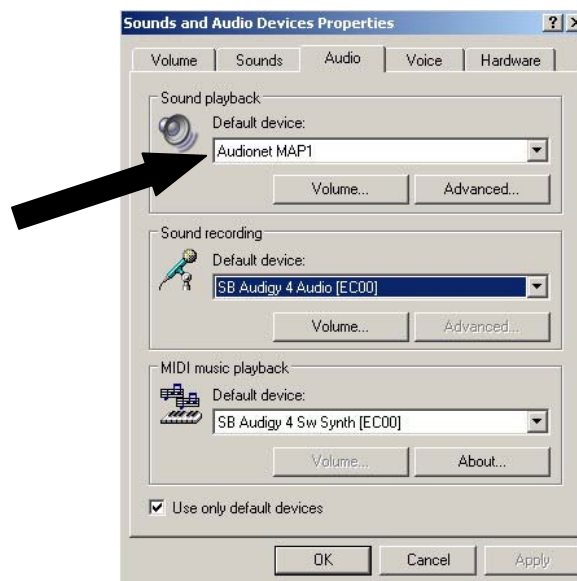 Sounds and Audio Devices Properties
Volume Sounds Audio Voice Hardware
Sound playback
Default device:
Audionet MAP1
Volume... Advanced...
Sound recording
Default device:
SB Audigy 4 Audio [EC00]
Volume... Advanced...
MIDI music playback
Default device:
SB Audigy 4 Sw Synth [EC00]
Volume... About...
Use only default devices
OK Cancel Apply